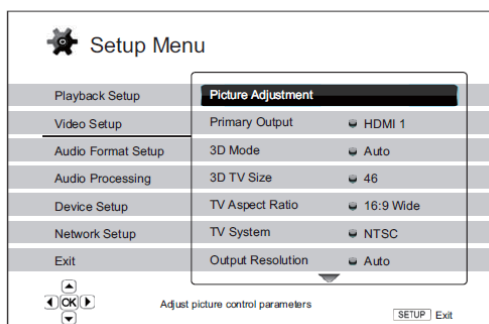 Setup Menu
Playback Setup
Picture Adjustment
Video Setup
Primary Output HDMI 1
Audio Format Setup
3D Mode Auto
Audio Processing
3D TV Size 46
Device Setup
TV Aspect Ratio 16:9 Wide
Network Setup
TV System NTSC
Exit
Output Resolution Auto
OK
Adjust picture control parameters
SETUP Exit